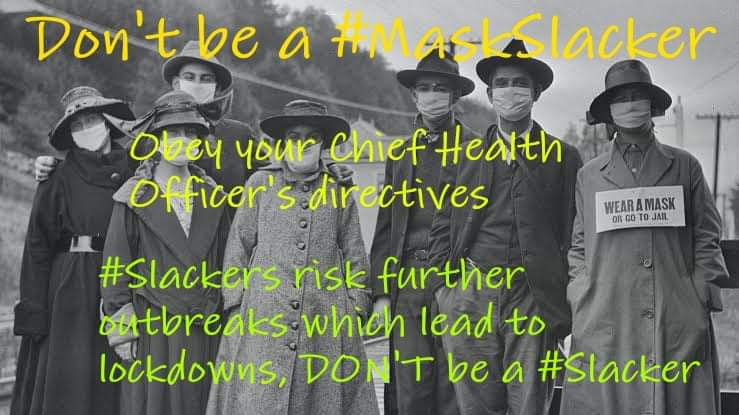 Don't be a #MaskSlacker
Obey your Chief Health
Officer's directives
WEAR A MASK
OR GO TO JAIL
#Slackers risk further
outbreaks which lead to
lockdowns, DON'T be a #Slacker